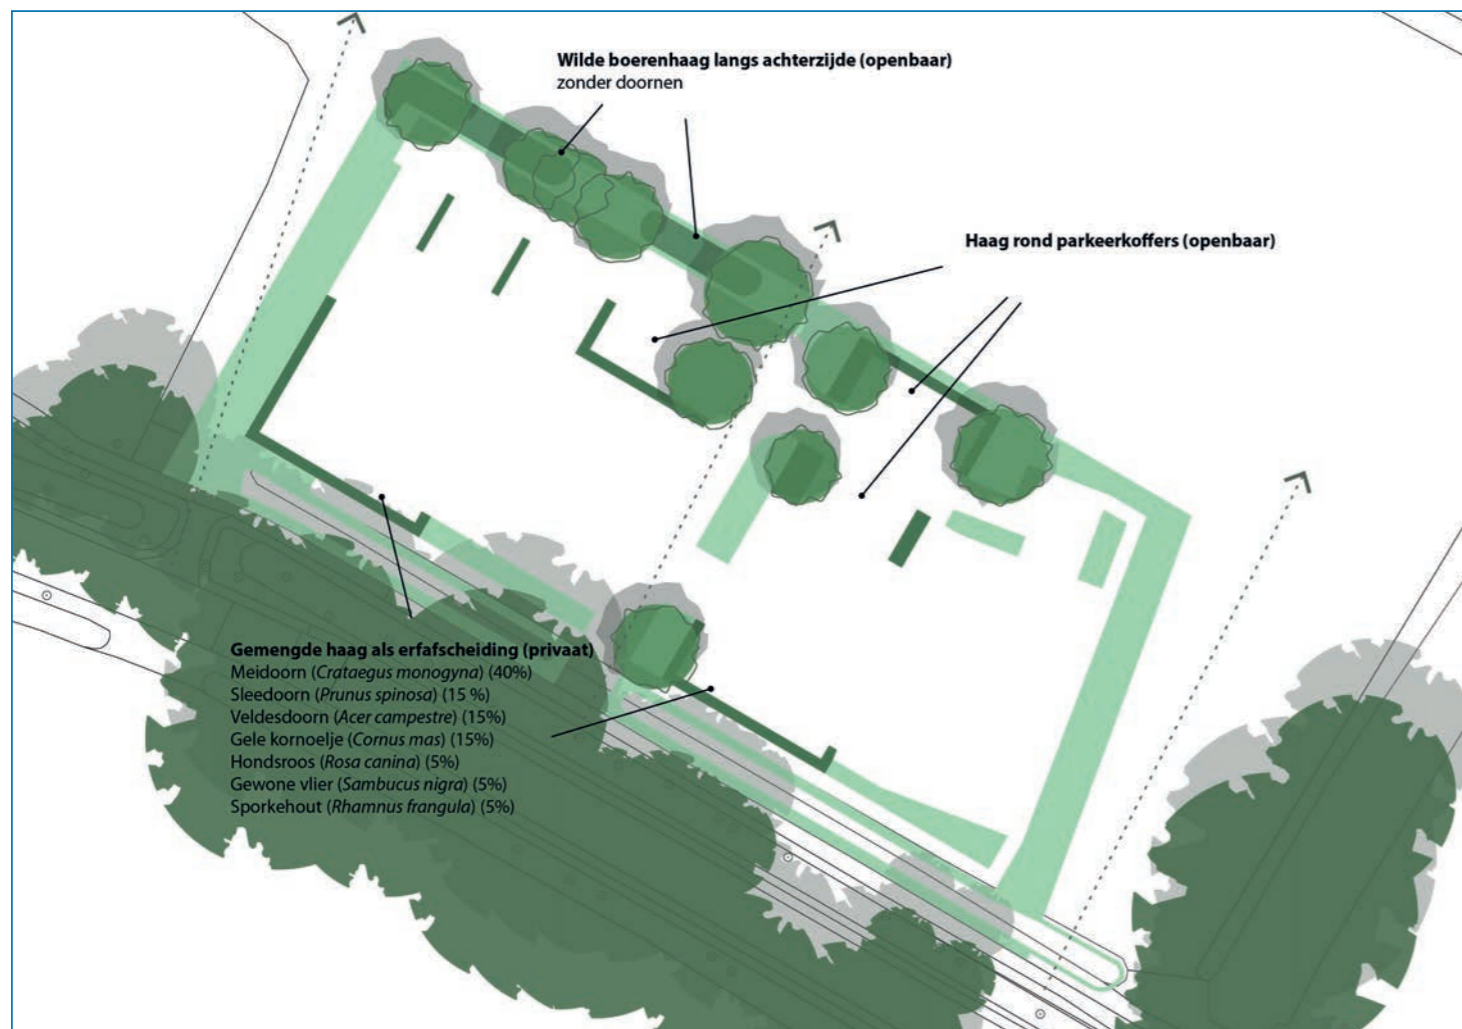 Wilde boerenhaag langs achterzijde (openbaar)
zonder doornen
Haag rond parkeerkoffers (openbaar)
Gemengde haag als erfafscheiding (privaat)
Meidoorn (Crataegus monogyna) (40%)
Sleedoorn (Prunus spinosa) (15 %)
Veldesdoorn (Acer campestre) (15%)
Gele kornoelje (Cornus mas) (15%)
Hondsroos (Rosa canina) (5%)
Gewone vlier (Sambucus nigra) (5%)
Sporkehout (Rhamnus frangula) (5%)